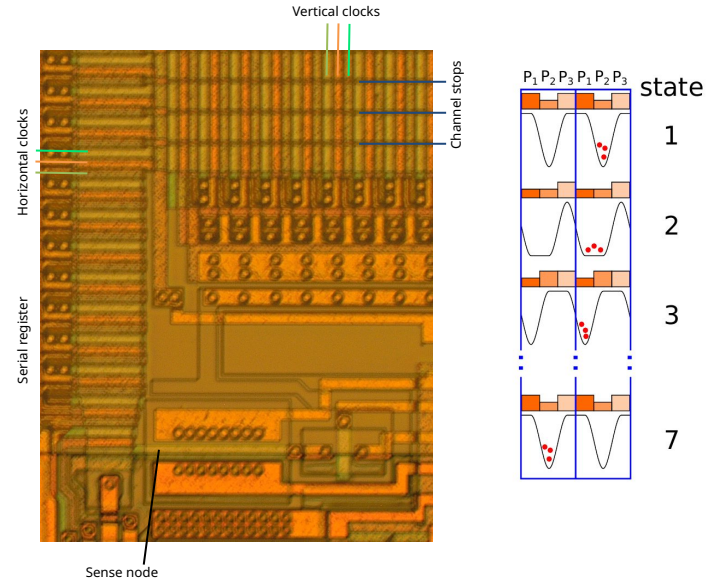 Vertical clocks
Channel stops
Horizontal clocks
Serial register
Sense node
P1 P2 P3 P1 P2 P3
state
1
2
3
7